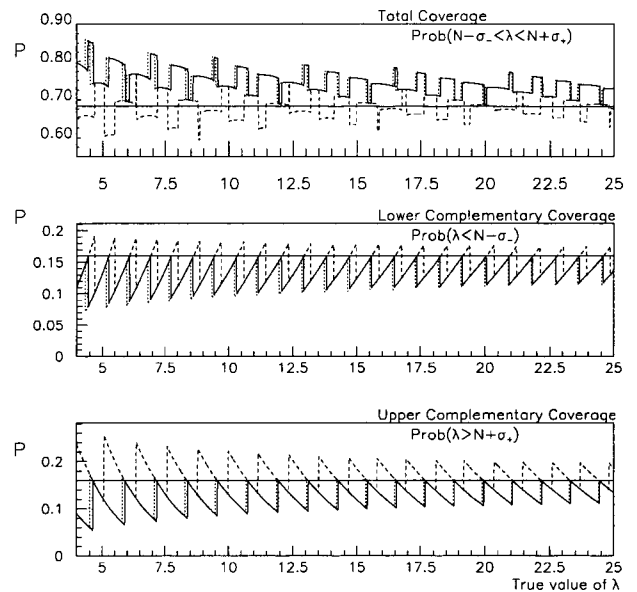 Total Coverage
P
Prob(N−σ₋<λ<N+σ₊)
0.90
0.80
0.70
0.60
5 7.5 10 12.5 15 17.5 20 22.5 25
Lower Complementary Coverage
P
Prob(λ<N−σ₋)
0.2
0.15
0.1
0.05
0
5 7.5 10 12.5 15 17.5 20 22.5 25
Upper Complementary Coverage
P
Prob(λ>N+σ₊)
0.2
0.1
0
5 7.5 10 12.5 15 17.5 20 22.5 25
True value of λ